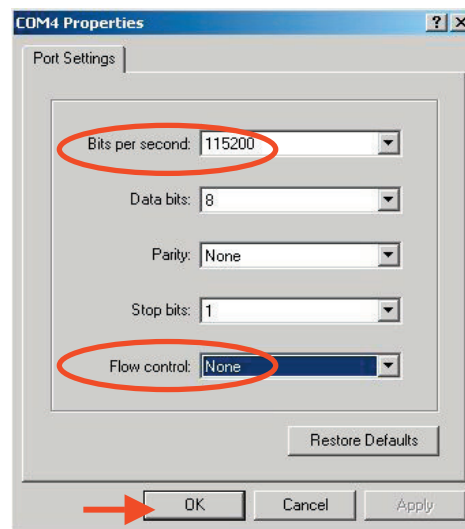 COM4 Properties
Port Settings
Bits per second: 115200
Data bits: 8
Parity: None
Stop bits: 1
Flow control: None
Restore Defaults
OK Cancel Apply